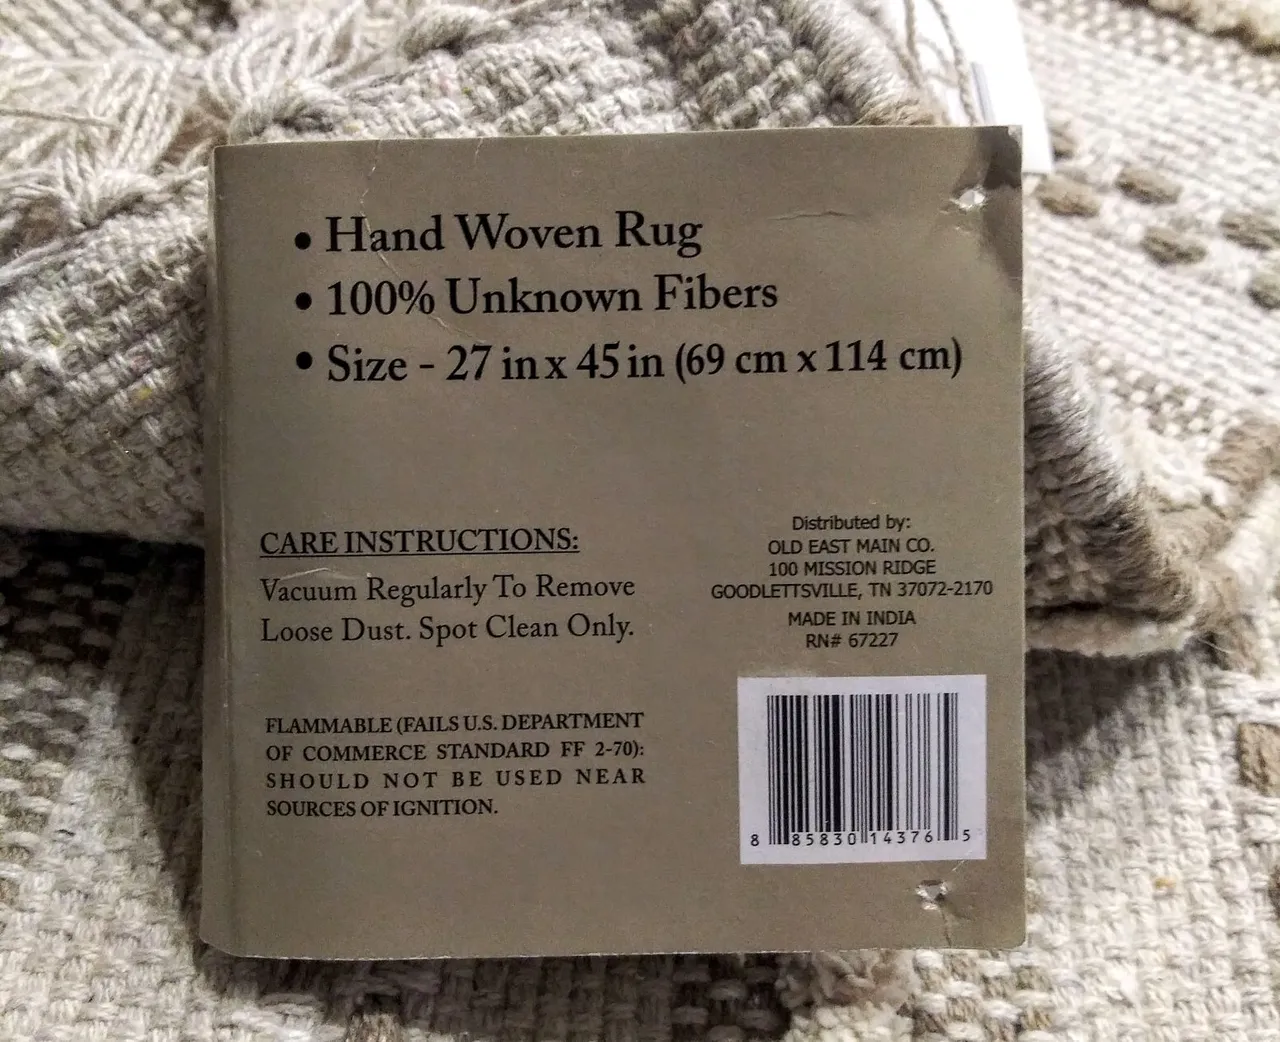 • Hand Woven Rug
• 100% Unknown Fibers
• Size - 27 in x 45 in (69 cm x 114 cm)
CARE INSTRUCTIONS:
Vacuum Regularly To Remove
Loose Dust. Spot Clean Only.
FLAMMABLE (FAILS U.S. DEPARTMENT
OF COMMERCE STANDARD FF 2-70):
SHOULD NOT BE USED NEAR
SOURCES OF IGNITION.
Distributed by:
OLD EAST MAIN CO.
100 MISSION RIDGE
GOODLETTSVILLE, TN 37072-2170
MADE IN INDIA
RN# 67227
8 85830 14376 5